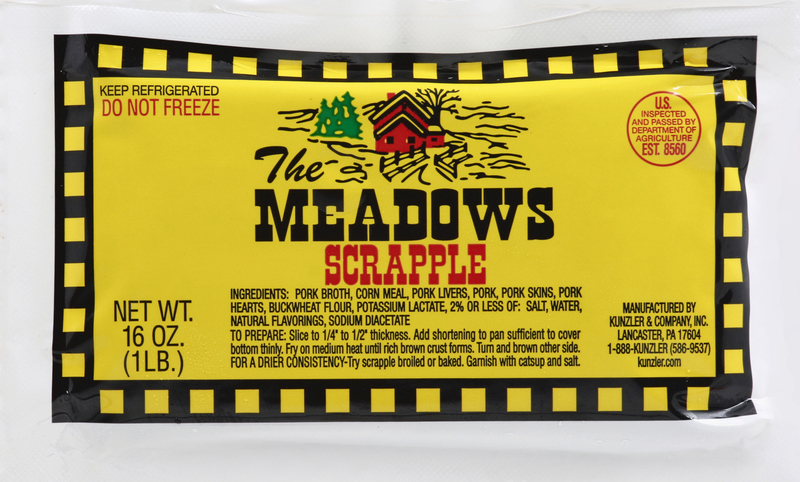 KEEP REFRIGERATED
DO NOT FREEZE
U.S.
INSPECTED
AND PASSED BY
DEPARTMENT OF
AGRICULTURE
EST. 8560
The
MEADOWS
SCRAPPLE
INGREDIENTS: PORK BROTH, CORN MEAL, PORK LIVERS, PORK, PORK SKINS, PORK
HEARTS, BUCKWHEAT FLOUR, POTASSIUM LACTATE, 2% OR LESS OF: SALT, WATER,
NATURAL FLAVORINGS, SODIUM DIACETATE
TO PREPARE: Slice to 1/4" to 1/2" thickness. Add shortening to pan sufficient to cover
bottom thinly. Fry on medium heat until rich brown crust forms. Turn and brown other side.
FOR A DRIER CONSISTENCY-Try scrapple broiled or baked. Garnish with catsup and salt.
NET WT.
16 OZ.
(1LB.)
MANUFACTURED BY
KUNZLER & COMPANY, INC.
LANCASTER, PA 17604
1-888-KUNZLER (586-9537)
kunzler.com